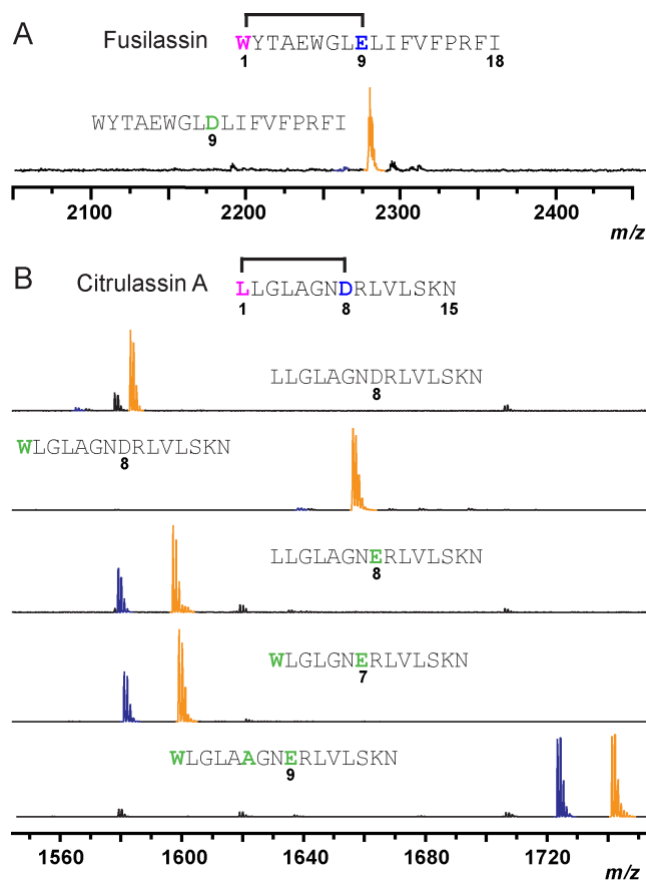 A
Fusilassin WYTAEWGLELIFVFPRFI
1 9 18
WYTAEWGLDLIFVFPRFI
9
2100 2200 2300 2400
m/z
B
Citrulassin A LLGLAGNDRLVLSKN
1 8 15
LLGLAGNDRLVLSKN
8
WLGLAGNDRLVLSKN
8
LLGLAGNERLVLSKN
8
WLGLGNERLVLSKN
7
WLGLAAGNERLVLSKN
9
1560 1600 1640 1680 1720
m/z